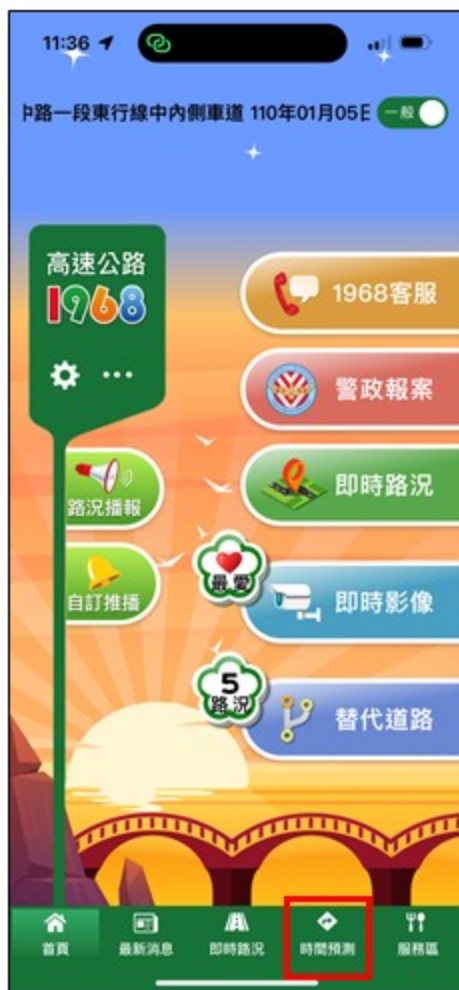 11:36
中路一段東行線中內側車道 110年01月05日
一般
高速公路
1968
1968客服
警政報案
路況播報
即時路況
最愛
自訂推播
即時影像
5
路況
替代道路
首頁
最新消息
即時路況
時間預測
服務區